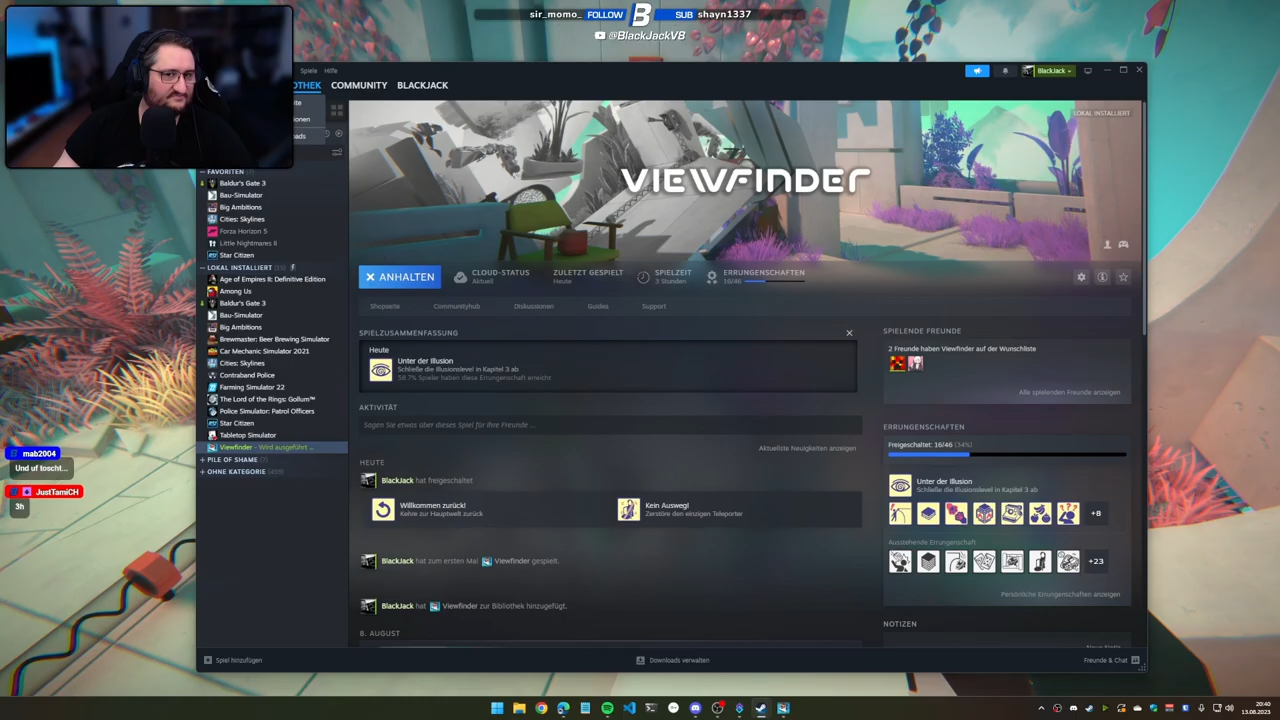 sir_momo_ FOLLOW B SUB shayn1337
@BlackJackV8
Spiele Hilfe
BlackJack
COMMUNITY BLACKJACK
LOKAL INSTALLIERT
VIEWFINDER
FAVORITEN
Baldur's Gate 3
Bau-Simulator
Big Ambitions
Cities: Skylines
Forza Horizon 5
Little Nightmares II
Star Citizen
LOKAL INSTALLIERT
Age of Empires II: Definitive Edition
Among Us
Baldur's Gate 3
Bau-Simulator
Big Ambitions
Brewmaster: Beer Brewing Simulator
Car Mechanic Simulator 2021
Cities: Skylines
Contraband Police
Farming Simulator 22
The Lord of the Rings: Gollum™
Police Simulator: Patrol Officers
Star Citizen
Tabletop Simulator
Viewfinder - Wird ausgeführt ...
PILE OF SHAME
OHNE KATEGORIE
ANHALTEN
CLOUD-STATUS
Aktuell
ZULETZT GESPIELT
Heute
SPIELZEIT
3 Stunden
ERRUNGENSCHAFTEN
16/46
Shopseite Communityhub Diskussionen Guides Support
SPIELZUSAMMENFASSUNG
Heute
Unter der Illusion
Schließe die Illusionslevel in Kapitel 3 ab
58.7% Spieler haben diese Errungenschaft erreicht
AKTIVITÄT
Sagen Sie etwas über dieses Spiel für Ihre Freunde ...
Aktuellste Neuigkeiten anzeigen
HEUTE
BlackJack hat freigeschaltet
Willkommen zurück!
Kehre zur Hauptwelt zurück
Kein Ausweg!
Zerstöre den einzigen Teleporter
BlackJack hat zum ersten Mal Viewfinder gespielt.
BlackJack hat Viewfinder zur Bibliothek hinzugefügt.
8. AUGUST
SPIELENDE FREUNDE
2 Freunde haben Viewfinder auf der Wunschliste
Alle spielenden Freunde anzeigen
ERRUNGENSCHAFTEN
Freigeschaltet: 16/46 (34%)
Unter der Illusion
Schließe die Illusionslevel in Kapitel 3 ab
+8
Ausstehende Errungenschaft
+23
Persönliche Errungenschaften anzeigen
NOTIZEN
mab2004
Und uf toscht...
JustTamiCH
3h
Spiel hinzufügen
Downloads verwalten
Freunde & Chat
20:40
13.08.2023